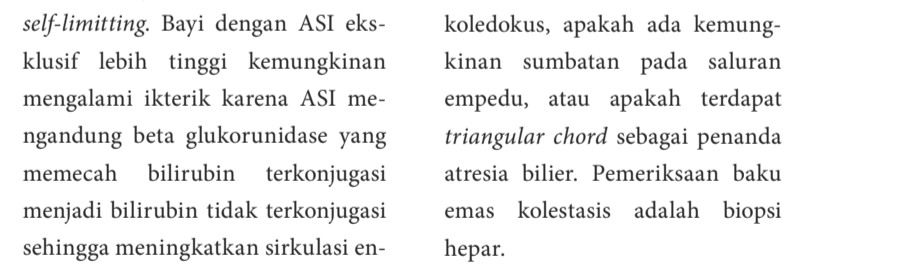 self-limitting. Bayi dengan ASI eks-
klusif lebih tinggi kemungkinan
mengalami ikterik karena ASI me-
ngandung beta glukorunidase yang
memecah bilirubin terkonjugasi
menjadi bilirubin tidak terkonjugasi
sehingga meningkatkan sirkulasi en-
koledokus, apakah ada kemung-
kinan sumbatan pada saluran
empedu, atau apakah terdapat
triangular chord sebagai penanda
atresia bilier. Pemeriksaan baku
emas kolestasis adalah biopsi
hepar.